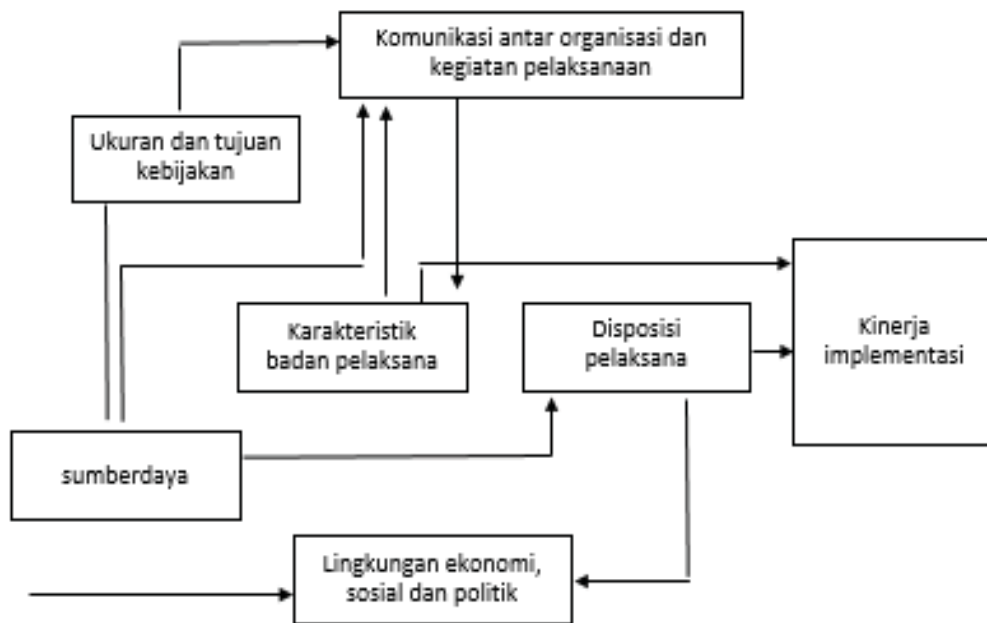 Komunikasi antar organisasi dan
kegiatan pelaksanaan
Ukuran dan tujuan
kebijakan
Karakteristik
badan pelaksana
Disposisi
pelaksana
Kinerja
implementasi
sumberdaya
Lingkungan ekonomi,
sosial dan politik